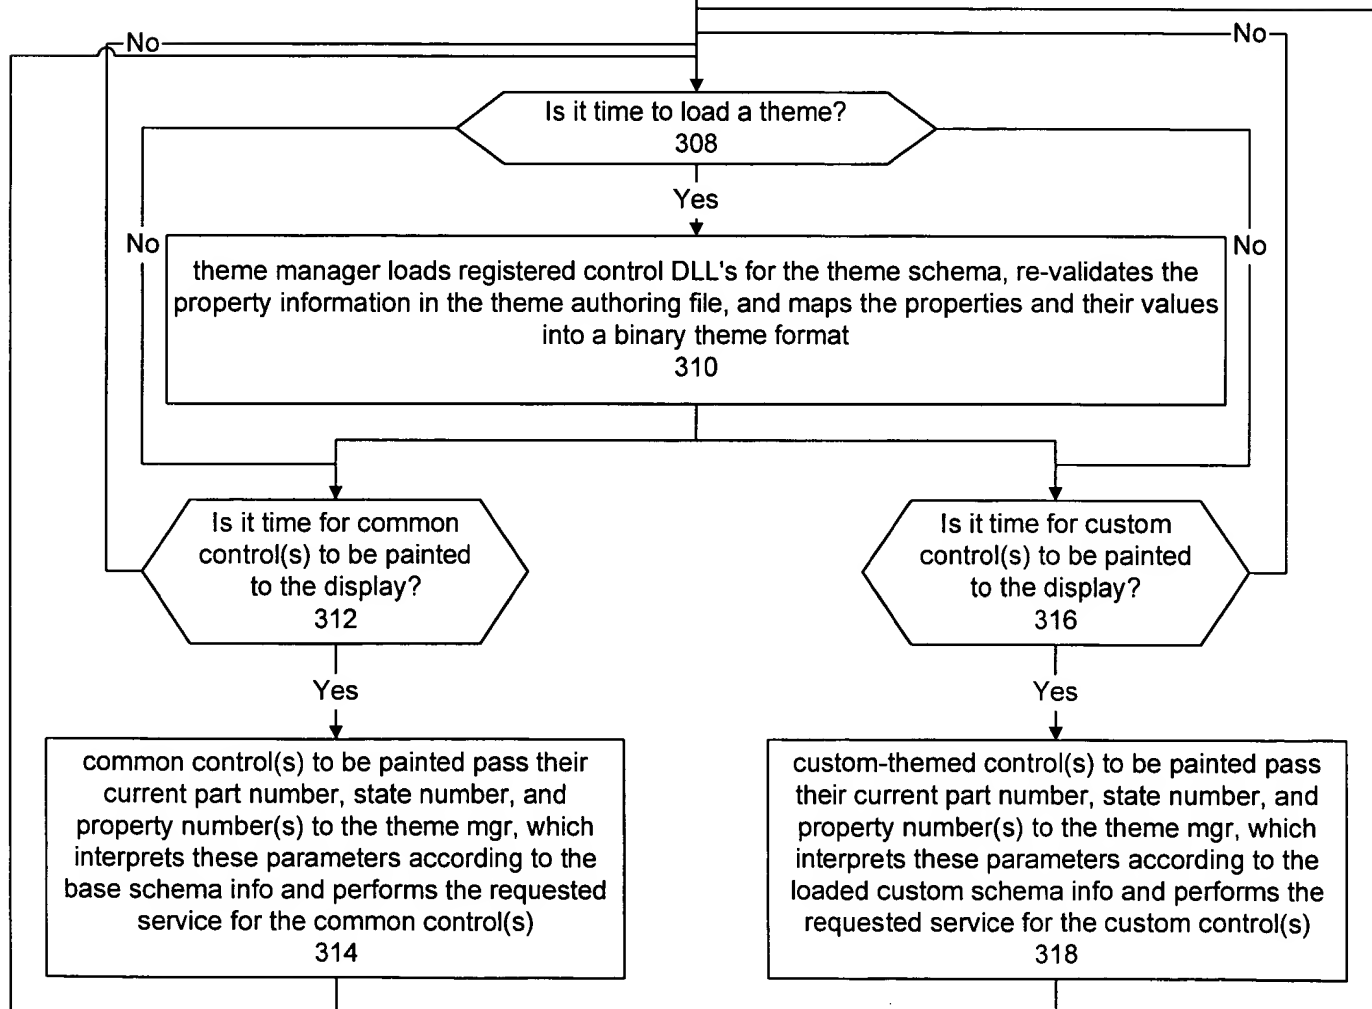 No
No
Is it time to load a theme?
308
Yes
No
No
theme manager loads registered control DLL's for the theme schema, re-validates the
property information in the theme authoring file, and maps the properties and their values
into a binary theme format
310
Is it time for common
control(s) to be painted
to the display?
312
Is it time for custom
control(s) to be painted
to the display?
316
Yes
Yes
common control(s) to be painted pass their
current part number, state number, and
property number(s) to the theme mgr, which
interprets these parameters according to the
base schema info and performs the requested
service for the common control(s)
314
custom-themed control(s) to be painted pass
their current part number, state number, and
property number(s) to the theme mgr, which
interprets these parameters according to the
loaded custom schema info and performs the
requested service for the custom control(s)
318